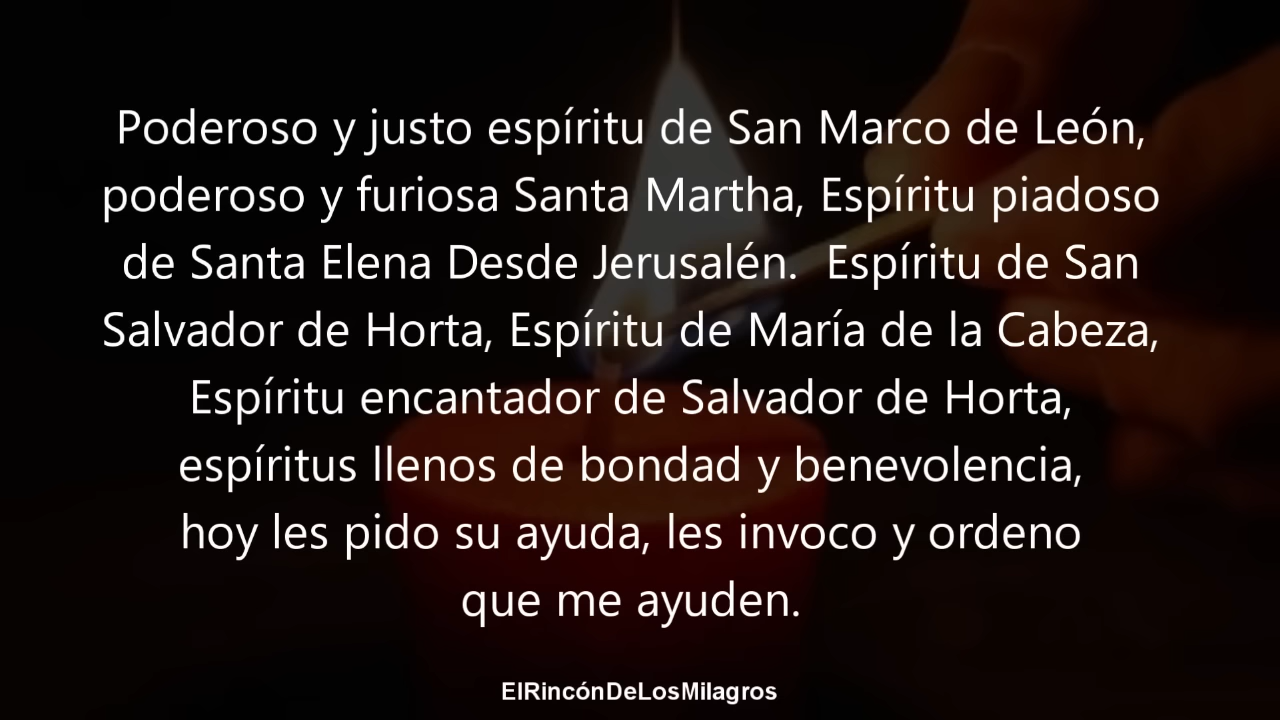 Poderoso y justo espíritu de San Marco de León,
poderoso y furiosa Santa Martha, Espíritu piadoso
de Santa Elena Desde Jerusalén.  Espíritu de San
Salvador de Horta, Espíritu de María de la Cabeza,
Espíritu encantador de Salvador de Horta,
espíritus llenos de bondad y benevolencia,
hoy les pido su ayuda, les invoco y ordeno
que me ayuden.
ElRincónDeLosMilagros